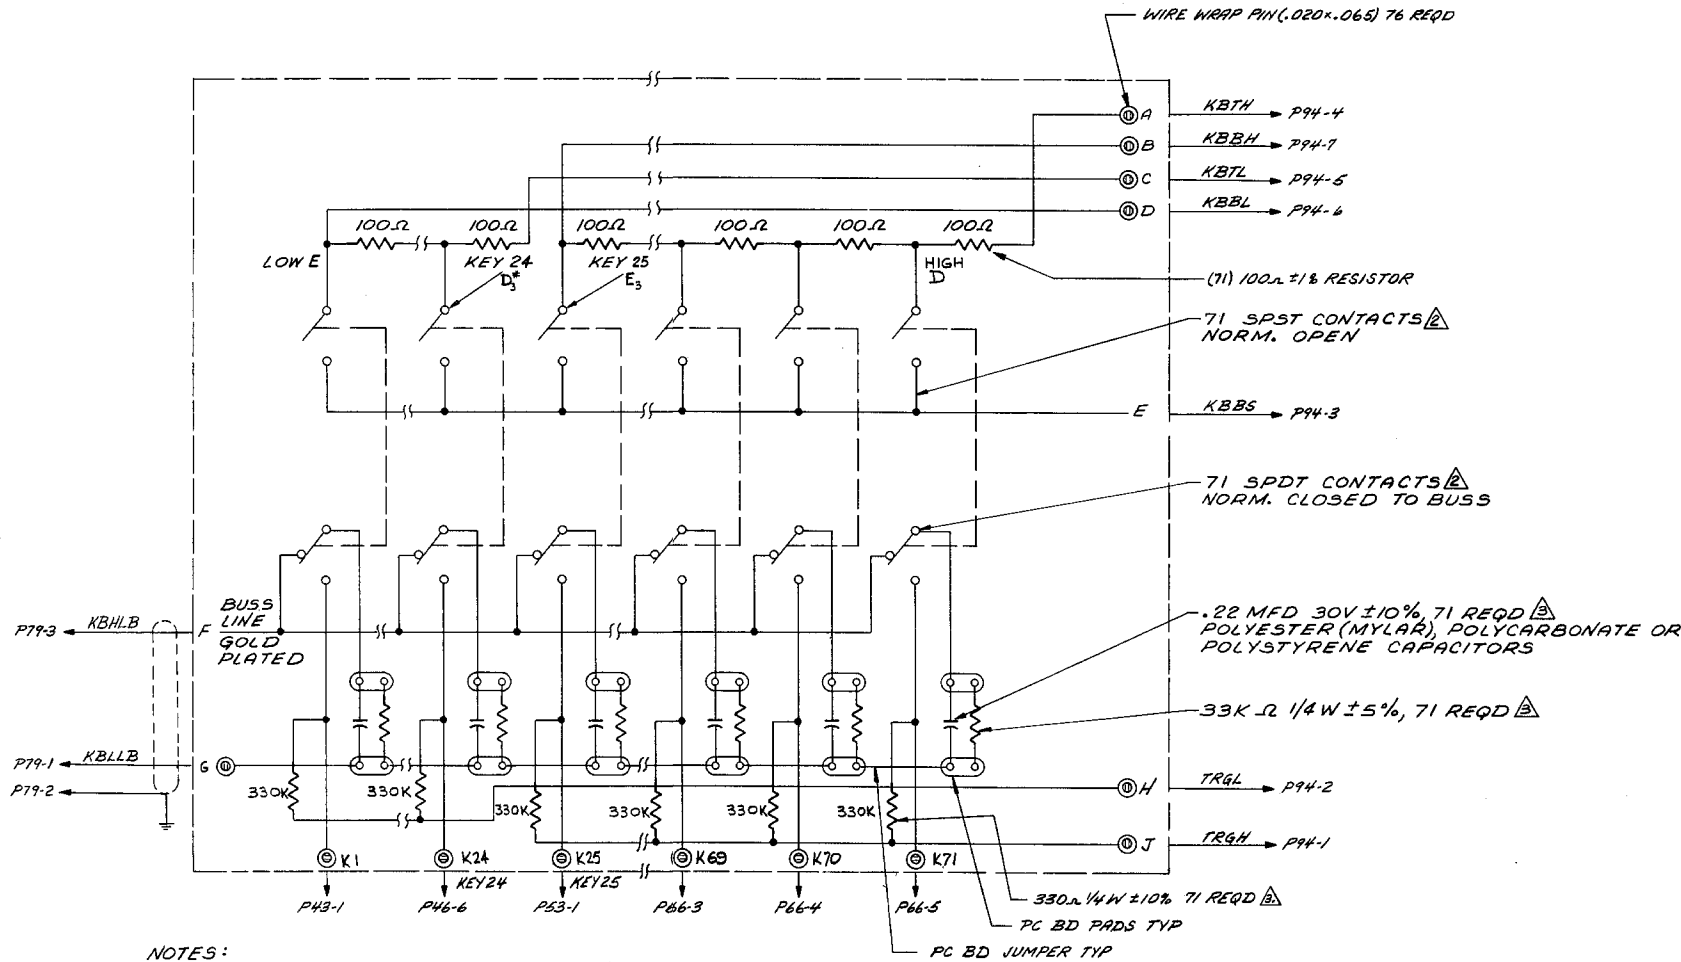 WIRE WRAP PIN (.020x.065) 76 REQD
A KBTH P94-4
B KBBH P94-7
C KBTL P94-5
D KBBL P94-6
100Ω 100Ω 100Ω 100Ω 100Ω 100Ω
LOW E
KEY 24
D#3
KEY 25
E3
HIGH
D
(71) 100Ω ±1% RESISTOR
71 SPST CONTACTS 2
NORM. OPEN
E KBBS P94-3
71 SPDT CONTACTS 2
NORM. CLOSED TO BUSS
P79-3 KBHLB F
BUSS
LINE
GOLD
PLATED
.22 MFD 30V ±10%, 71 REQD 3
POLYESTER (MYLAR), POLYCARBONATE OR
POLYSTYRENE CAPACITORS
33K Ω 1/4 W ±5%, 71 REQD 3
P79-1 KBLLB G
P79-2
330K 330K 330K 330K 330K 330K
H TRGL P94-2
J TRGH P94-1
K1 K24 K25 K69 K70 K71
KEY 24 KEY 25
P43-1 P46-6 P53-1 P66-3 P66-4 P66-5
330Ω 1/4 W ±10% 71 REQD 3
PC BD PADS TYP
PC BD JUMPER TYP
NOTES: